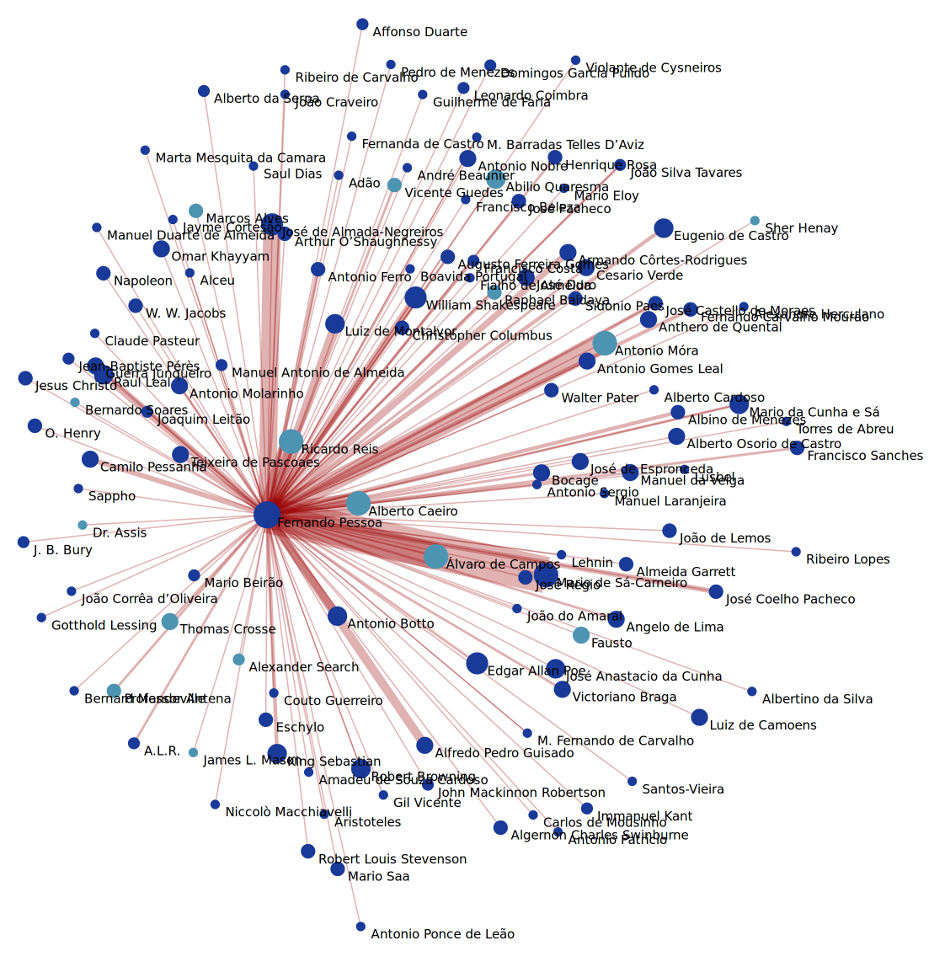 Affonso Duarte
Ribeiro de Carvalho
Pedro de Menezes
Domingos Garcia Pulido
Violante de Cysneiros
Alberto da Serpa
João Craveiro
Guilherme de Faria
Leonardo Coimbra
Fernanda de Castro
M. Barradas Telles D’Aviz
Marta Mesquita da Camara
Saul Dias
Adão
André Beaunier
Antonio Nobre
Henrique Rosa
João Silva Tavares
Vicente Guedes
Abilio Quaresma
Mario Eloy
Francisco Beleza
José Pacheco
Marcos Alves
Jayme Cortesão
Manuel Duarte de Almeida
José de Almada-Negreiros
Arthur O’Shaughnessy
Sher Henay
Eugenio de Castro
Omar Khayyam
Armando Côrtes-Rodrigues
Augusto Ferreira Gomes
Francisco Costa
Cesario Verde
Napoleon
Alceu
Antonio Ferro
Boavida Portugal
Fialho de Almeida
José Duro
Raphael Baldaya
William Shakespeare
Sidonio Paes
José Castello de Moraes
Fernando Carvalho Mourão
Alexandre Herculano
W. W. Jacobs
Luiz de Montalvor
Christopher Columbus
Anthero de Quental
Claude Pasteur
Antonio Móra
Jean-Baptiste Pérès
Guerra Junqueiro
Manuel Antonio de Almeida
Antonio Gomes Leal
Jesus Christ
Raul Leal
Antonio Molarinho
Walter Pater
Alberto Cardoso
Bernardo Soares
Joaquim Leitão
Mario da Cunha e Sá
Albino de Menezes
Torres de Abreu
O. Henry
Ricardo Reis
Alberto Osorio de Castro
Francisco Sanches
Camilo Pessanha
Teixeira de Pascoaes
José de Espronceda
Bocage
Manuel da Veiga
Lusbel
Antonio Sergio
Manuel Laranjeira
Sappho
Alberto Caeiro
Fernando Pessoa
Dr. Assis
João de Lemos
J. B. Bury
Ribeiro Lopes
Álvaro de Campos
Lehnin
Almeida Garrett
Mario Beirão
José Régio
Mario de Sá-Carneiro
João Corrêa d’Oliveira
José Coelho Pacheco
Gotthold Lessing
Thomas Crosse
Antonio Botto
João do Amaral
Angelo de Lima
Fausto
Alexander Search
Edgar Allan Poe
José Anastacio da Cunha
Bernard Mandeville
Professor Antena
Couto Guerreiro
Victoriano Braga
Albertino da Silva
Eschylo
Luiz de Camoens
A.L.R.
James L. Mason
King Sebastian
Alfredo Pedro Guisado
M. Fernando de Carvalho
Amadeu de Souza Cardoso
Robert Browning
John Mackinnon Robertson
Santos-Vieira
Niccolò Macchiavelli
Gil Vicente
Aristoteles
Carlos de Mousinho
Immanuel Kant
Algernon Charles Swinburne
Antonio Patricio
Robert Louis Stevenson
Mario Saa
Antonio Ponce de Leão